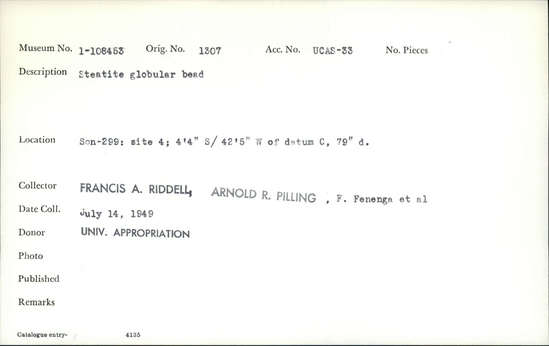 Museum No. 1-108453 Orig. No. 1307 Acc. No. UCAS-33 No. Pieces
Description Steatite globular bead
Location Son-299: site 4; 4'4" S/ 42'5" W of datum C, 79" d.
Collector FRANCIS A. RIDDELL, ARNOLD R. PILLING , F. Fenenga et al
Date Coll. July 14, 1949
Donor UNIV. APPROPRIATION
Photo
Published
Remarks
Catalogue entry- 4135